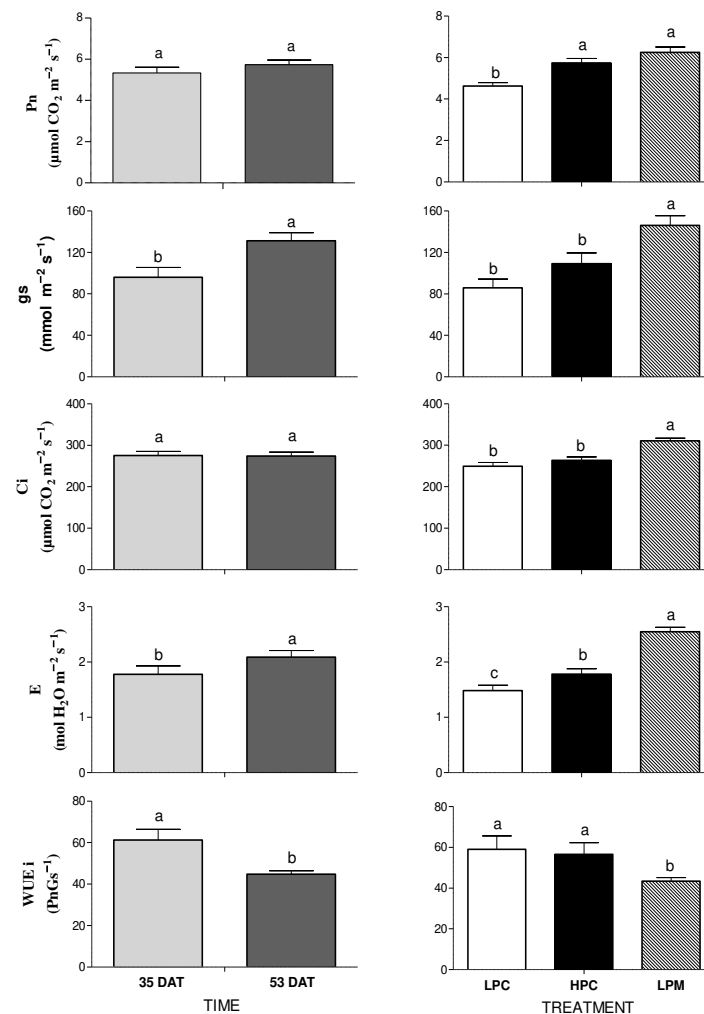 8
6
4
2
0
Pn
(µmol CO₂ m⁻² s⁻¹)
a a
8
6
4
2
0
b a a
160
120
80
40
0
gs
(mmol m⁻² s⁻¹)
b a
160
120
80
40
0
b b a
400
300
200
100
0
Ci
(µmol CO₂ m⁻² s⁻¹)
a a
400
300
200
100
0
b b a
3
2
1
0
E
(mol H₂O m⁻² s⁻¹)
b a
3
2
1
0
c b a
80
60
40
20
0
WUE i
(PnGs⁻¹)
a b
35 DAT 53 DAT
TIME
80
60
40
20
0
a a b
LPC HPC LPM
TREATMENT